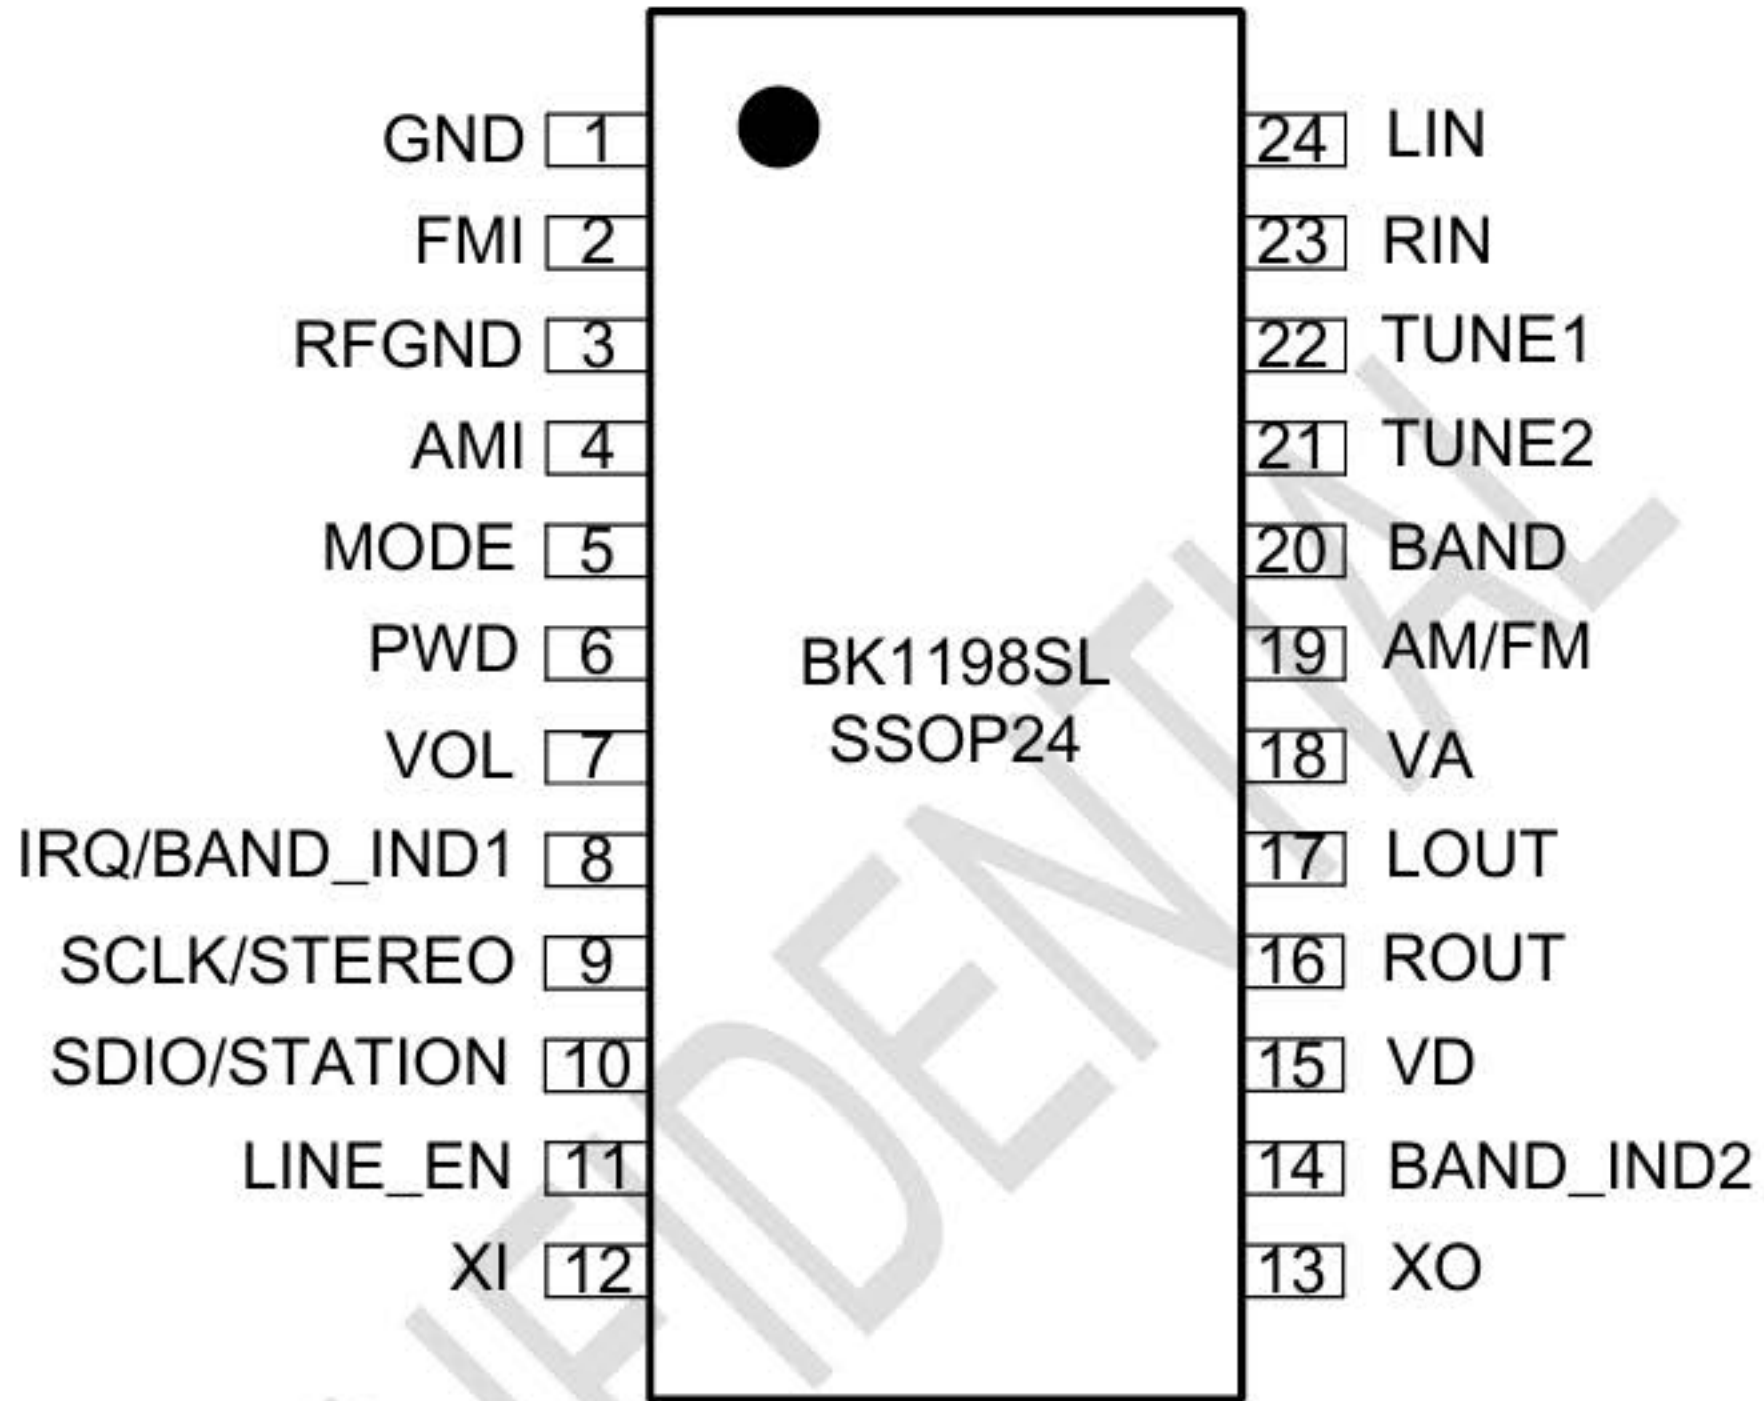 GND 1 24 LIN
FMI 2 23 RIN
RFGND 3 22 TUNE1
AMI 4 21 TUNE2
MODE 5 20 BAND
PWD 6 19 AM/FM
BK1198SL
SSOP24
VOL 7 18 VA
IRQ/BAND_IND1 8 17 LOUT
SCLK/STEREO 9 16 ROUT
SDIO/STATION 10 15 VD
LINE_EN 11 14 BAND_IND2
XI 12 13 XO